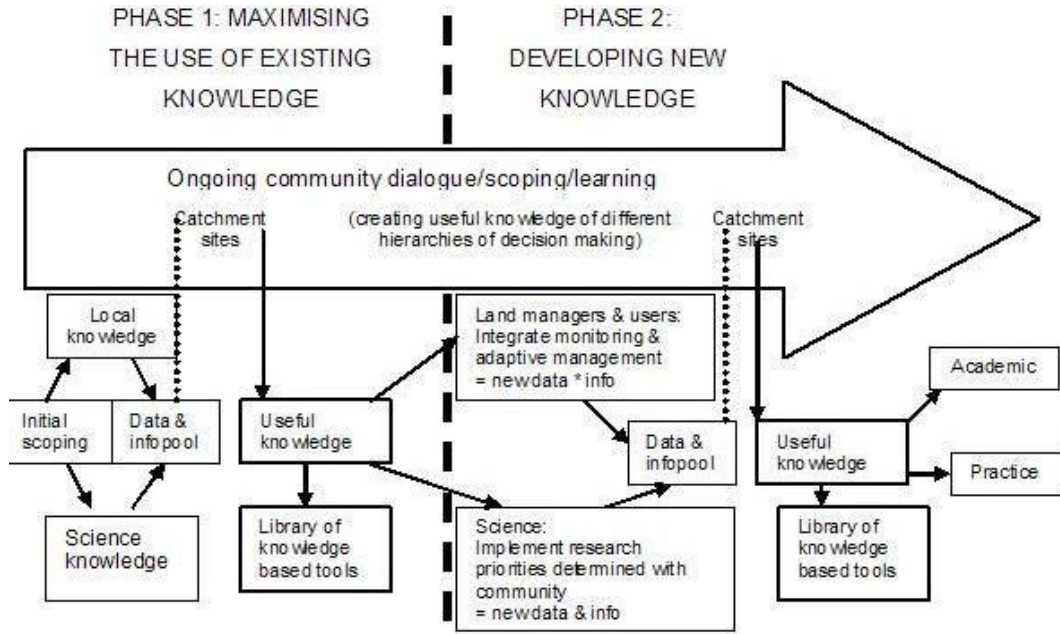 PHASE 1: MAXIMISING
THE USE OF EXISTING
KNOWLEDGE
PHASE 2:
DEVELOPING NEW
KNOWLEDGE
Ongoing community dialogue/scoping/learning
Catchment
sites
(creating useful knowledge of different
hierarchies of decision making)
Catchment
sites
Local
knowledge
Initial
scoping
Data &
infopool
Science
knowledge
Useful
knowledge
Library of
knowledge
based tools
Land managers & users:
Integrate monitoring &
adaptive management
= newdata * info
Data &
infopool
Science:
Implement research
priorities determined with
community
= newdata & info
Useful
knowledge
Library of
knowledge
based tools
Academic
Practice